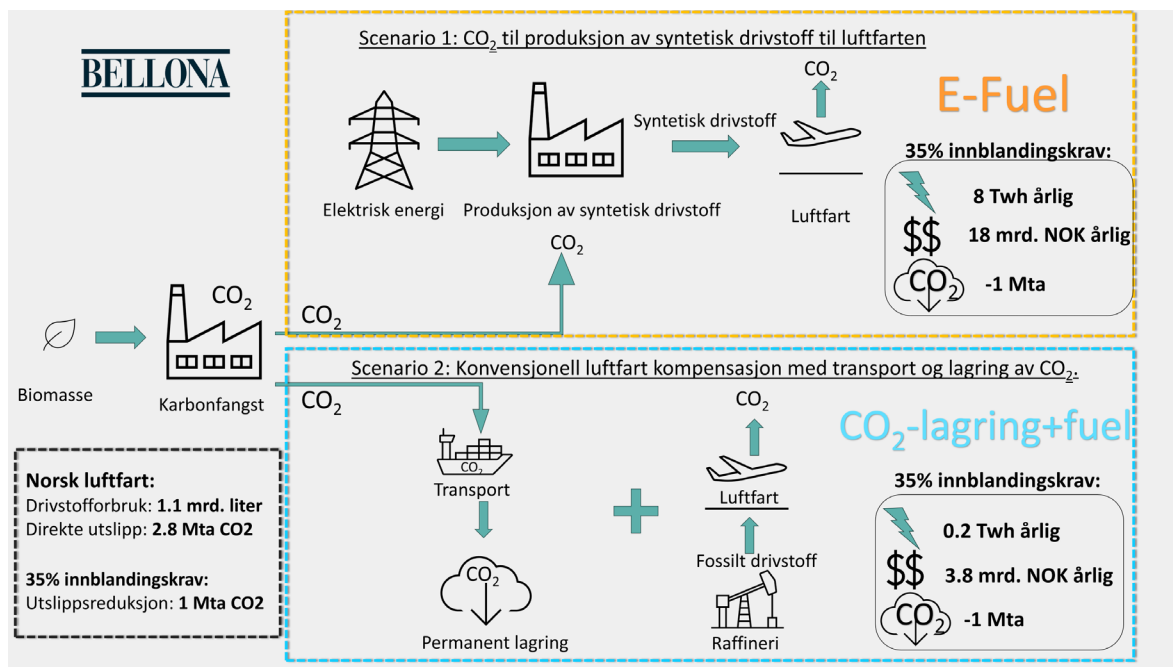 BELLONA
Scenario 1: CO2 til produksjon av syntetisk drivstoff til luftfarten
E-Fuel
CO2
Syntetisk drivstoff
Elektrisk energi
Produksjon av syntetisk drivstoff
Luftfart
CO2
35% innblandingskrav:
8 Twh årlig
$$ 18 mrd. NOK årlig
CO2 -1 Mta
Biomasse
CO2
Karbonfangst
CO2
CO2
Scenario 2: Konvensjonell luftfart kompensasjon med transport og lagring av CO2.
CO2-lagring+fuel
CO2
Transport
CO2
Permanent lagring
CO2
Luftfart
Fossilt drivstoff
Raffineri
35% innblandingskrav:
0.2 Twh årlig
$$ 3.8 mrd. NOK årlig
CO2 -1 Mta
Norsk luftfart:
Drivstofforbruk: 1.1 mrd. liter
Direkte utslipp: 2.8 Mta CO2
35% innblandingskrav:
Utslippsreduksjon: 1 Mta CO2